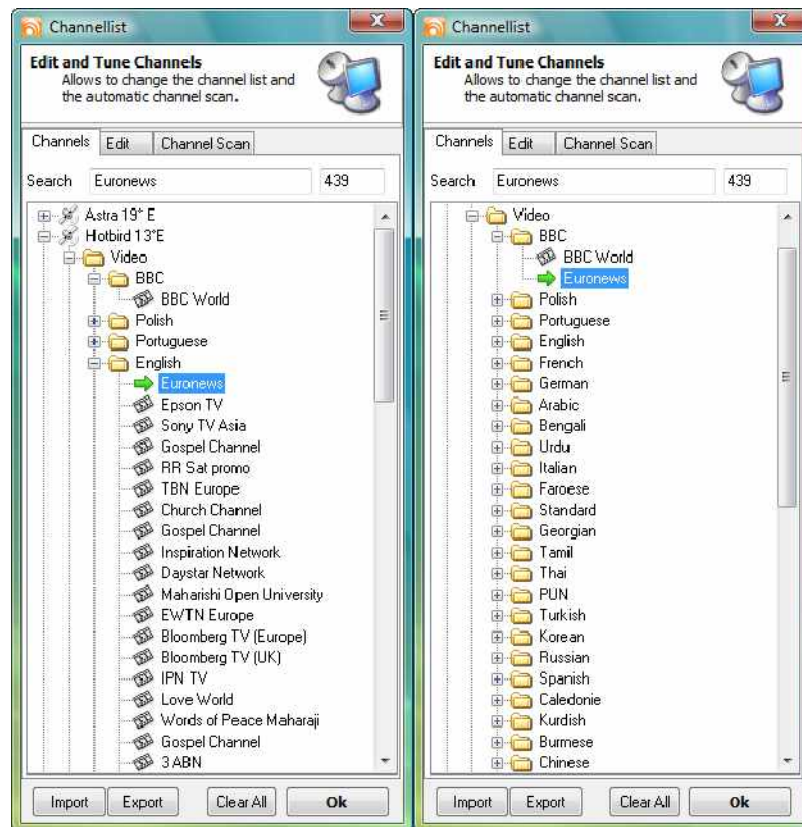 Channellist
Edit and Tune Channels
Allows to change the channel list and
the automatic channel scan.
Channels Edit Channel Scan
Search Euronews 439
Astra 19° E
Hotbird 13°E
Video
BBC
BBC World
Polish
Portuguese
English
Euronews
Epson TV
Sony TV Asia
Gospel Channel
RR Sat promo
TBN Europe
Church Channel
Gospel Channel
Inspiration Network
Daystar Network
Maharishi Open University
EWTN Europe
Bloomberg TV (Europe)
Bloomberg TV (UK)
IPN TV
Love World
Words of Peace Maharaji
Gospel Channel
3 ABN
Import Export Clear All Ok
Channellist
Edit and Tune Channels
Allows to change the channel list and
the automatic channel scan.
Channels Edit Channel Scan
Search Euronews 439
Video
BBC
BBC World
Euronews
Polish
Portuguese
English
French
German
Arabic
Bengali
Urdu
Italian
Faroese
Standard
Georgian
Tamil
Thai
PUN
Turkish
Korean
Russian
Spanish
Caledonie
Kurdish
Burmese
Chinese
Import Export Clear All Ok